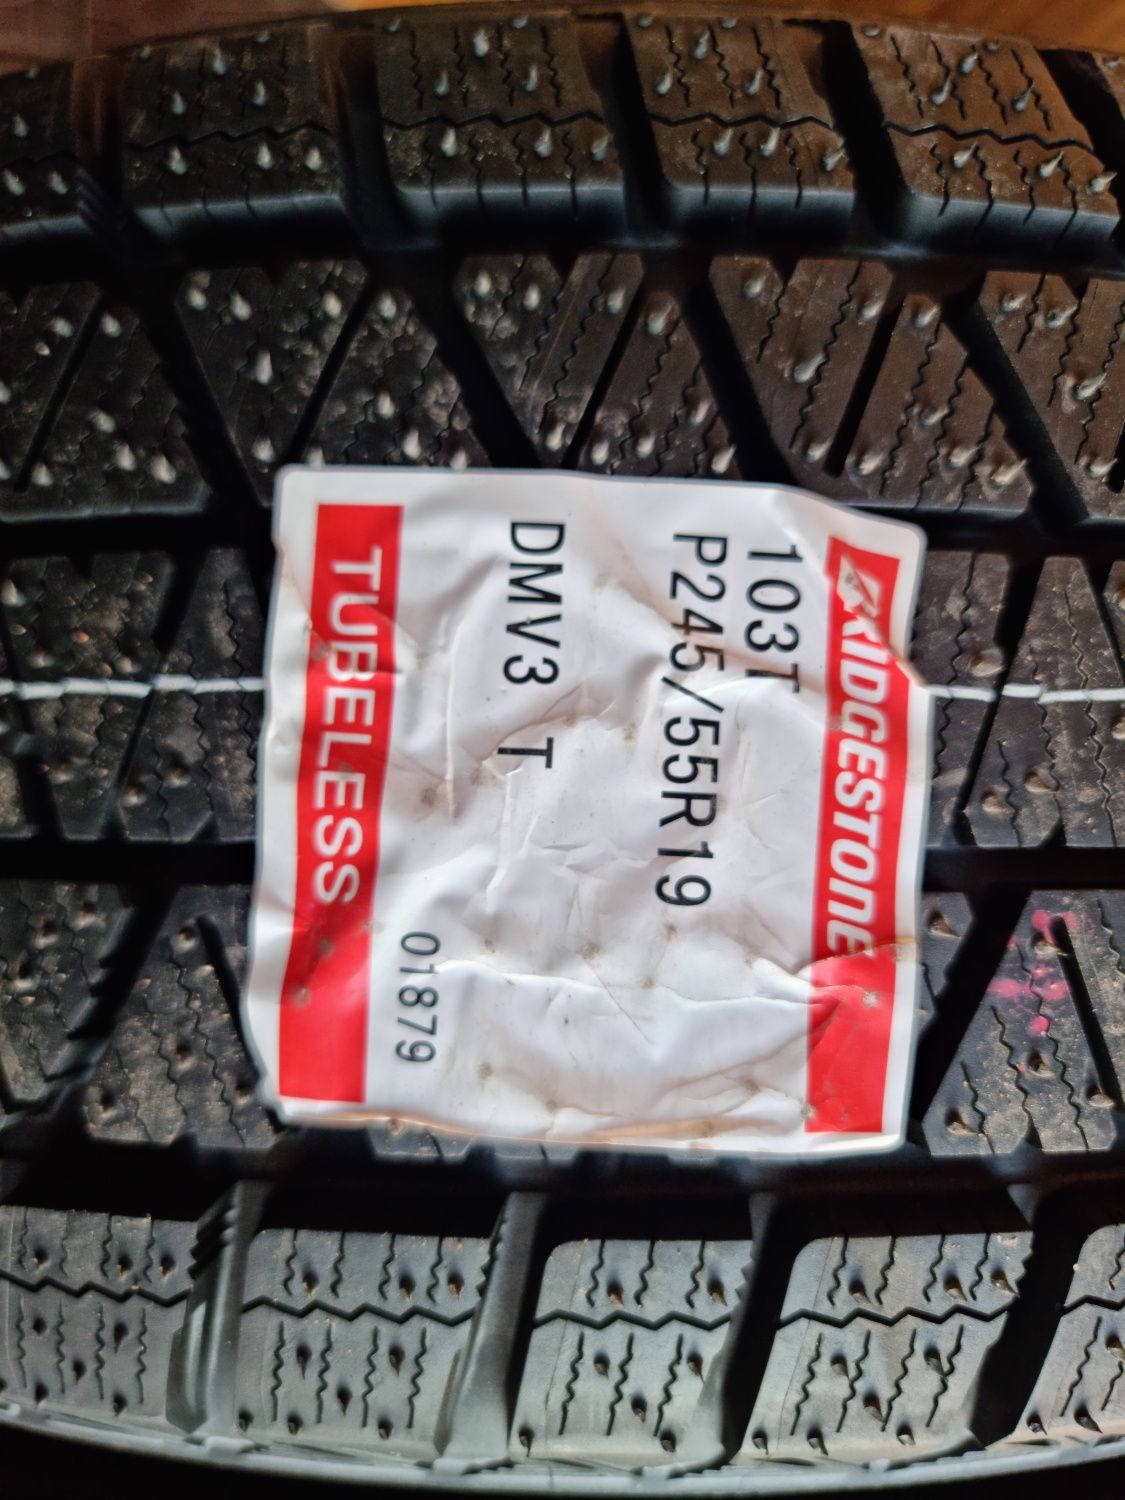 BRIDGESTONE
103T
P245/55R19
DMV3 T
01879
TUBELESS